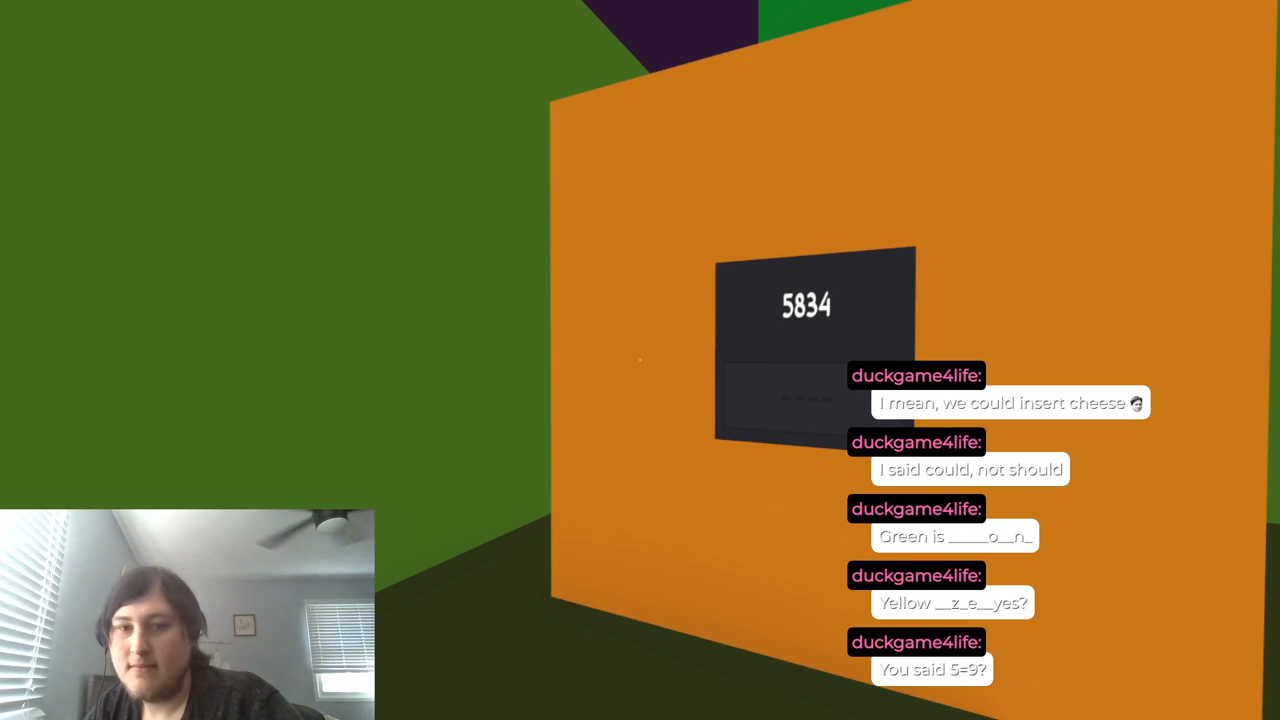 5834
duckgame4life:
I mean, we could insert cheese
duckgame4life:
I said could, not should
duckgame4life:
Green is _____o__n_
duckgame4life:
Yellow __z_e__yes?
duckgame4life:
You said 5=9?